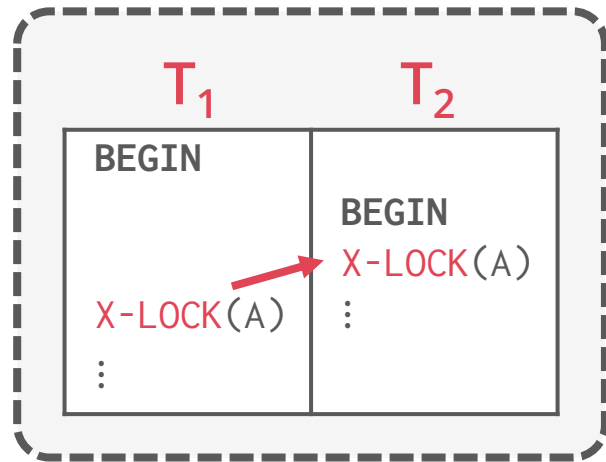 T₁ T₂
BEGIN
BEGIN
X-LOCK(A)
X-LOCK(A)
⋮
⋮